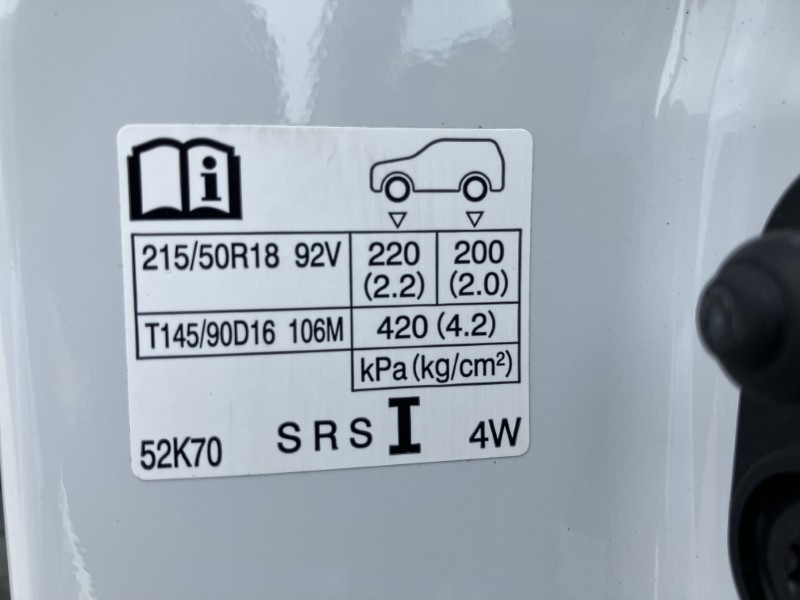 i
215/50R18 92V 220 200
(2.2) (2.0)
T145/90D16 106M 420 (4.2)
kPa(kg/cm²)
52K70 SRS I 4W